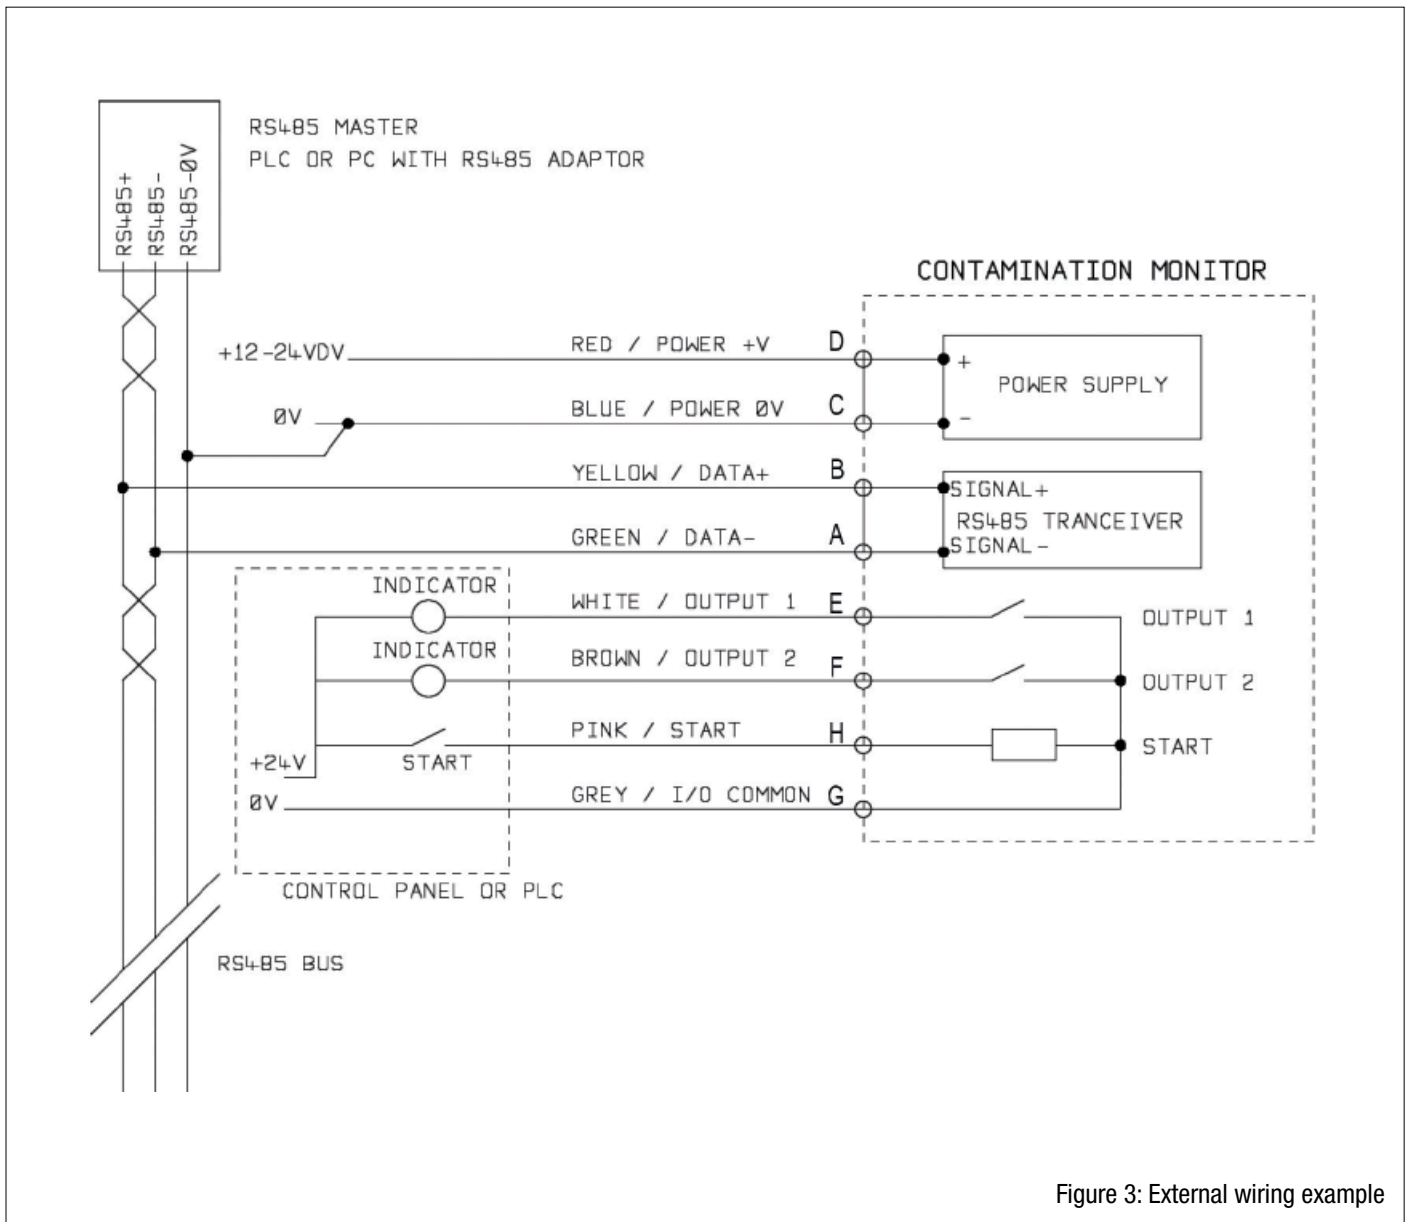 RS485 MASTER
PLC OR PC WITH RS485 ADAPTOR
RS485+
RS485-
RS485-0V
CONTAMINATION MONITOR
+12-24VDV
RED / POWER +V
D
+
POWER SUPPLY
0V
BLUE / POWER 0V
C
-
YELLOW / DATA+
B
SIGNAL+
RS485 TRANCEIVER
GREEN / DATA-
A
SIGNAL-
INDICATOR
WHITE / OUTPUT 1
E
OUTPUT 1
INDICATOR
BROWN / OUTPUT 2
F
OUTPUT 2
PINK / START
H
START
START
+24V
0V
GREY / I/O COMMON
G
CONTROL PANEL OR PLC
RS485 BUS
Figure 3: External wiring example